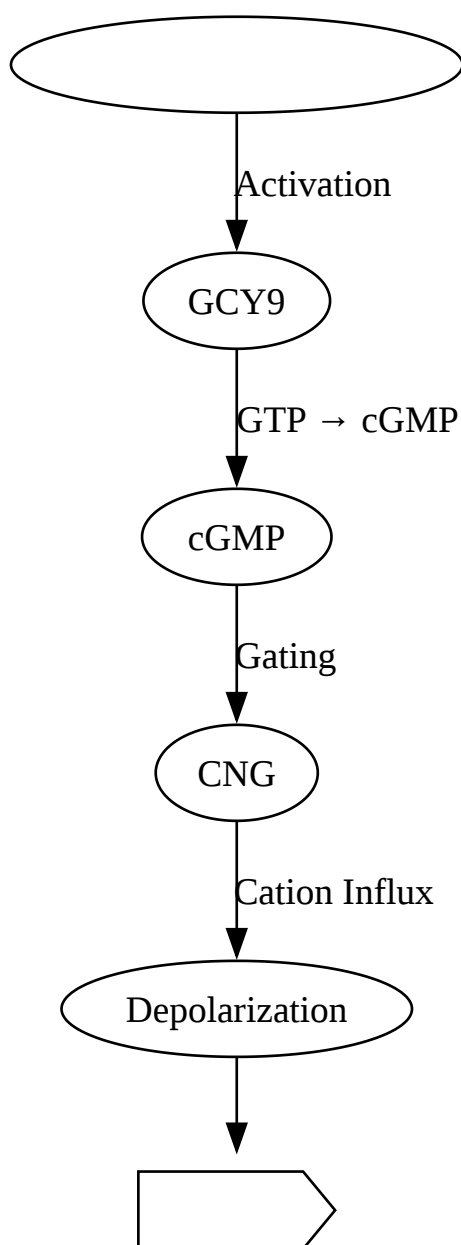 Activation
GCY9
GTP → cGMP
cGMP
Gating
CNG
Cation Influx
Depolarization